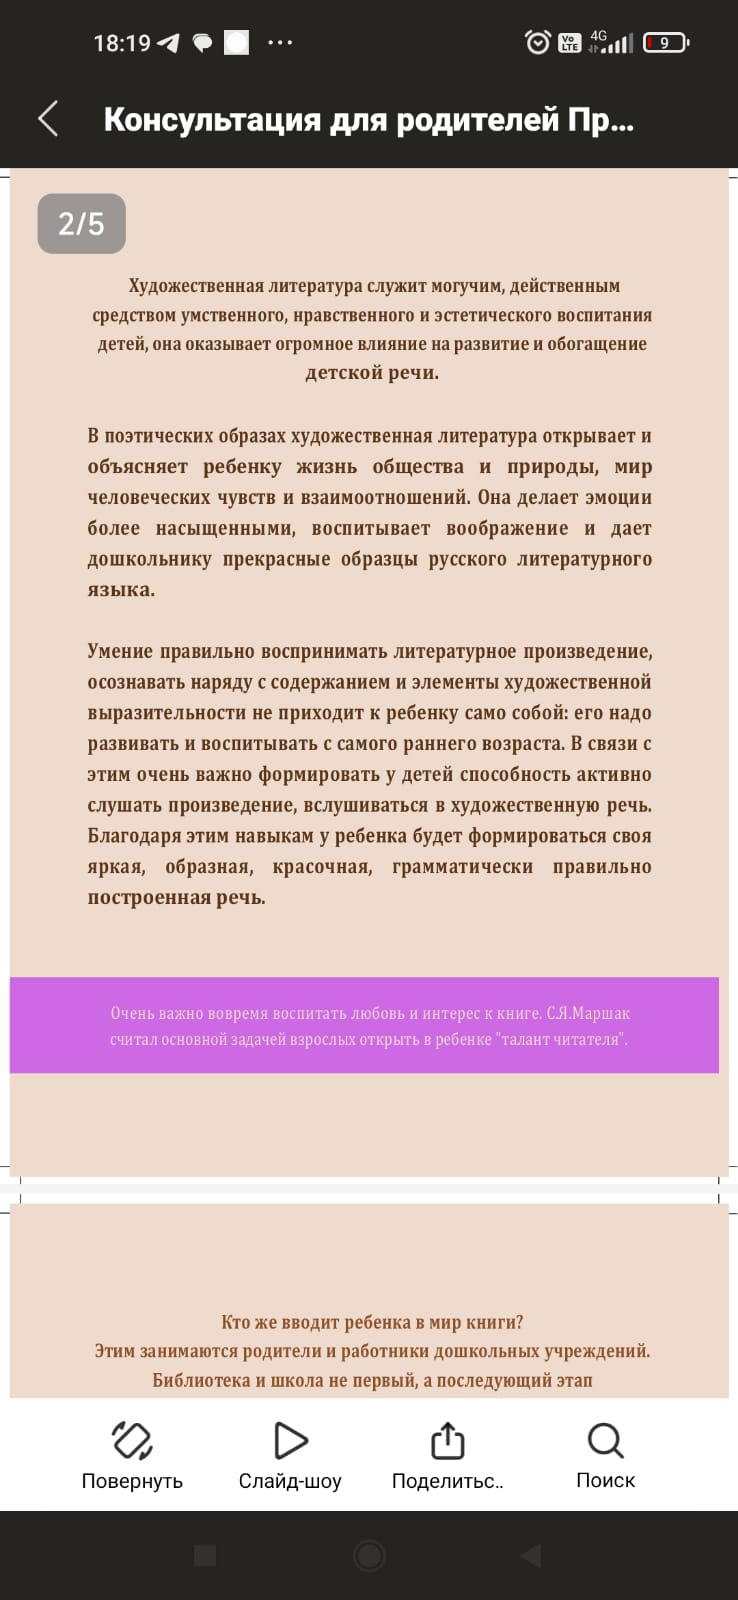 18:19
4G
Vo
LTE
9
Консультация для родителей Пр...
2/5
Художественная литература служит могучим, действенным
средством умственного, нравственного и эстетического воспитания
детей, она оказывает огромное влияние на развитие и обогащение
детской речи.
В поэтических образах художественная литература открывает и
объясняет ребенку жизнь общества и природы, мир
человеческих чувств и взаимоотношений. Она делает эмоции
более насыщенными, воспитывает воображение и дает
дошкольнику прекрасные образцы русского литературного
языка.
Умение правильно воспринимать литературное произведение,
осознавать наряду с содержанием и элементы художественной
выразительности не приходит к ребенку само собой: его надо
развивать и воспитывать с самого раннего возраста. В связи с
этим очень важно формировать у детей способность активно
слушать произведение, вслушиваться в художественную речь.
Благодаря этим навыкам у ребенка будет формироваться своя
яркая, образная, красочная, грамматически правильно
построенная речь.
Очень важно вовремя воспитать любовь и интерес к книге. С.Я.Маршак
считал основной задачей взрослых открыть в ребенке "талант читателя".
Кто же вводит ребенка в мир книги?
Этим занимаются родители и работники дошкольных учреждений.
Библиотека и школа не первый, а последующий этап
Повернуть
Слайд-шоу
Поделитьс..
Поиск